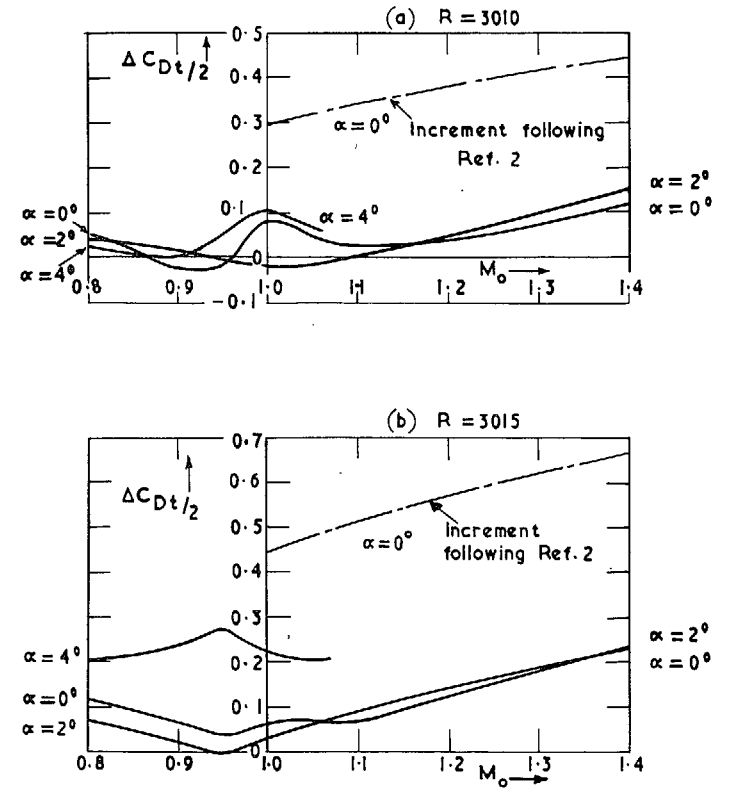 (a) R = 3010
0·5
Δ C_Dt/2
0·4
0·3
α=0°
Increment following
Ref. 2
0·2
α=2°
α=0°
0·1
α=0°
α=4°
α=2°
α=4°
0
M₀
0·8 0·9 1·0 1·1 1·2 1·3 1·4
−0·1
(b) R = 3015
0·7
0·6
Δ C_Dt/2
0·5
α=0°
Increment
following Ref. 2
0·4
0·3
α=4°
0·2
α=2°
α=0°
α=0°
0·1
α=2°
0
0·8 0·9 1·0 1·1 1·2 1·3 1·4
M₀